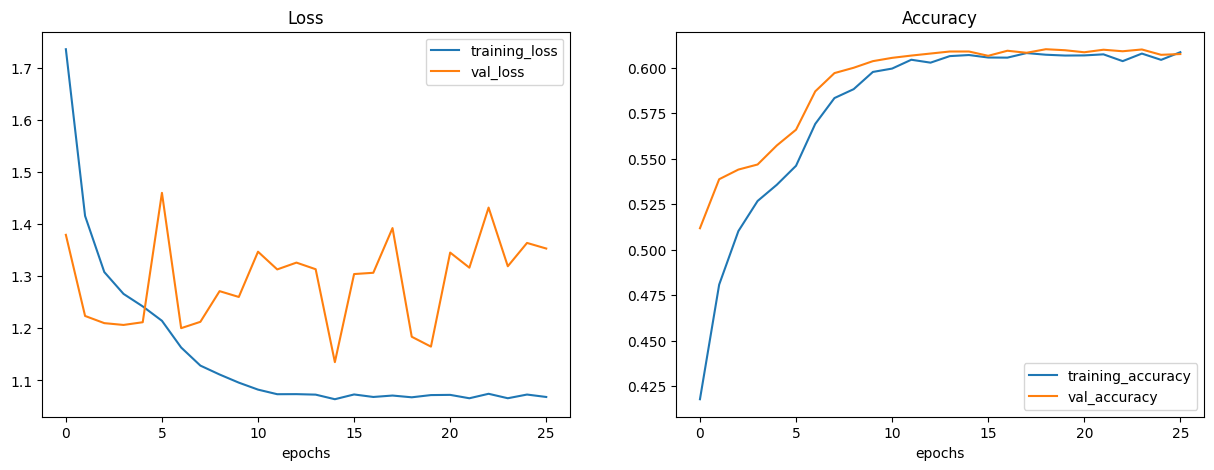 Loss
training_loss
val_loss
1.7
1.6
1.5
1.4
1.3
1.2
1.1
0 5 10 15 20 25
epochs
Accuracy
0.600
0.575
0.550
0.525
0.500
0.475
0.450
0.425
training_accuracy
val_accuracy
0 5 10 15 20 25
epochs